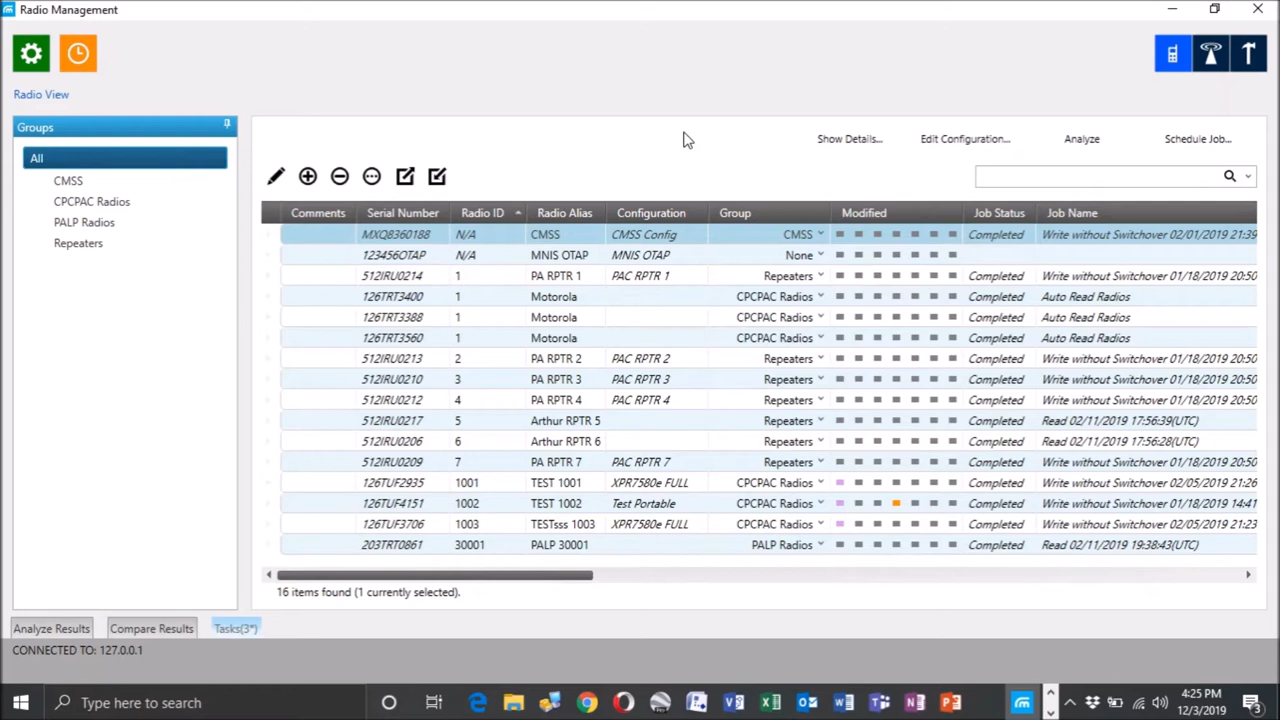 Radio Management
Radio View
Groups
All
CMSS
CPCPAC Radios
PALP Radios
Repeaters
Show Details... Edit Configuration... Analyze Schedule Job...
Comments Serial Number Radio ID Radio Alias Configuration Group Modified Job Status Job Name
MXQ8360188 N/A CMSS CMSS Config CMSS Completed Write without Switchover 02/01/2019 21:39
123456OTAP N/A MNIS OTAP MNIS OTAP None
512IRU0214 1 PA RPTR 1 PAC RPTR 1 Repeaters Completed Write without Switchover 01/18/2019 20:50
126TRT3400 1 Motorola CPCPAC Radios Completed Auto Read Radios
126TRT3388 1 Motorola CPCPAC Radios Completed Auto Read Radios
126TRT3560 1 Motorola CPCPAC Radios Completed Auto Read Radios
512IRU0213 2 PA RPTR 2 PAC RPTR 2 Repeaters Completed Write without Switchover 01/18/2019 20:50
512IRU0210 3 PA RPTR 3 PAC RPTR 3 Repeaters Completed Write without Switchover 01/18/2019 20:50
512IRU0212 4 PA RPTR 4 PAC RPTR 4 Repeaters Completed Write without Switchover 01/18/2019 20:50
512IRU0217 5 Arthur RPTR 5 Repeaters Completed Read 02/11/2019 17:56:39(UTC)
512IRU0206 6 Arthur RPTR 6 Repeaters Completed Read 02/11/2019 17:56:28(UTC)
512IRU0209 7 PA RPTR 7 PAC RPTR 7 Repeaters Completed Write without Switchover 01/18/2019 20:50
126TUF2935 1001 TEST 1001 XPR7580e FULL CPCPAC Radios Completed Write without Switchover 02/05/2019 21:26
126TUF4151 1002 TEST 1002 Test Portable CPCPAC Radios Completed Write without Switchover 01/18/2019 14:41
126TUF3706 1003 TESTsss 1003 XPR7580e FULL CPCPAC Radios Completed Write without Switchover 02/05/2019 21:23
203TRT0861 30001 PALP 30001 PALP Radios Completed Read 02/11/2019 19:38:43(UTC)
16 items found (1 currently selected).
Analyze Results Compare Results Tasks(3*)
CONNECTED TO: 127.0.0.1
Type here to search
4:25 PM
12/3/2019
3